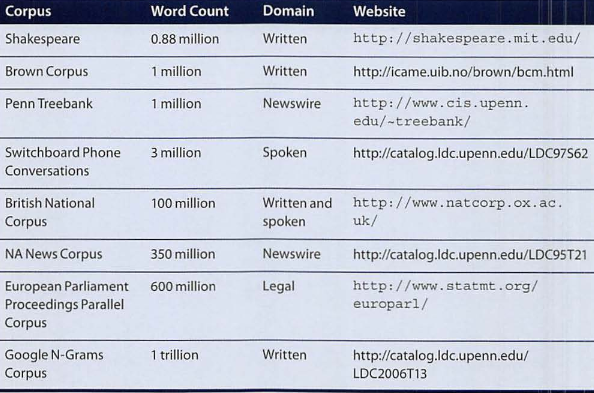 Corpus Word Count Domain Website
Shakespeare 0.88 million Written http://shakespeare.mit.edu/
Brown Corpus 1 million Written http://icame.uib.no/brown/bcm.html
Penn Treebank 1 million Newswire http://www.cis.upenn.
edu/~treebank/
Switchboard Phone 3 million Spoken http://catalog.ldc.upenn.edu/LDC97S62
Conversations
British National 100 million Written and http://www.natcorp.ox.ac.
Corpus spoken uk/
NA News Corpus 350 million Newswire http://catalog.ldc.upenn.edu/LDC95T21
European Parliament 600 million Legal http://www.statmt.org/
Proceedings Parallel europarl/
Corpus
Google N-Grams 1 trillion Written http://catalog.ldc.upenn.edu/
Corpus LDC2006T13